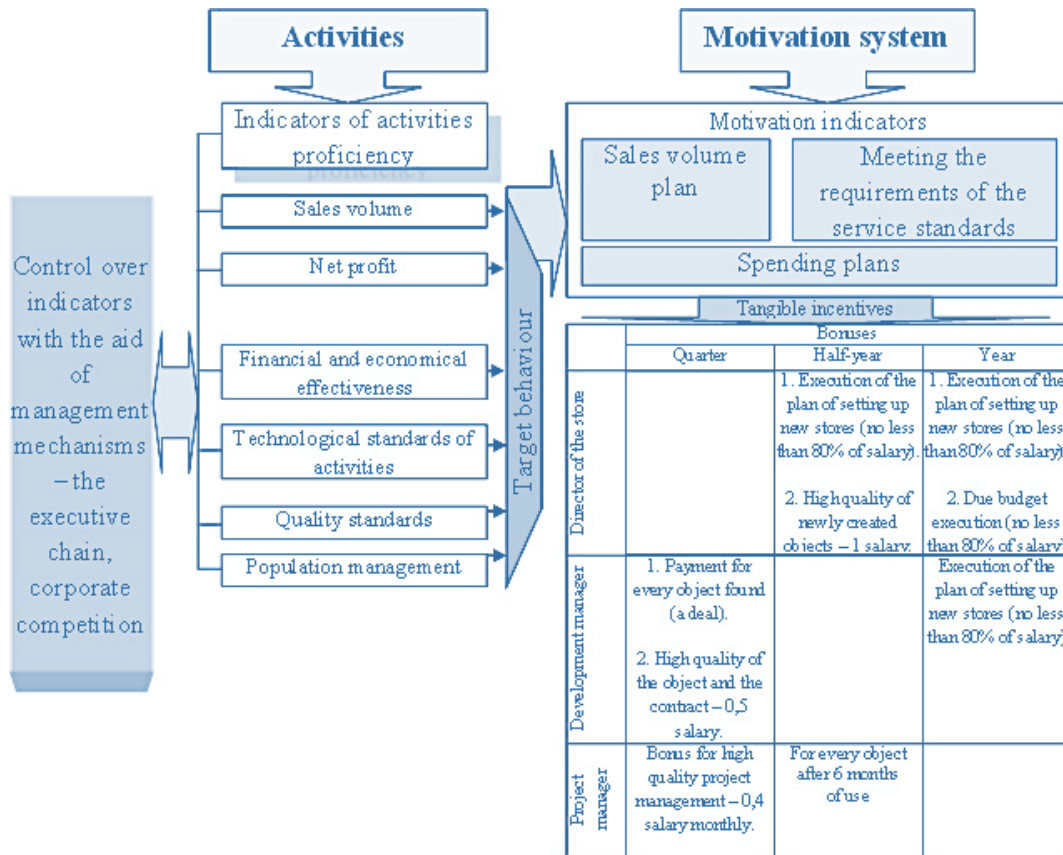 Activities
Motivation system
Control over
indicators
with the aid
of
management
mechanisms
– the
executive
chain,
corporate
competition
Indicators of activities
proficiency
Sales volume
Net profit
Financial and economical
effectiveness
Technological standards of
activities
Quality standards
Population management
Target behaviour
Motivation indicators
Sales volume
plan
Meeting the
requirements of the
service standards
Spending plans
Tangible incentives
Bonuses
Quarter
Half-year
Year
Director of the store
1. Execution of the
plan of setting up
new stores (no less
than 80% of salary).
2. High quality of
newly created
objects – 1 salary.
1. Execution of the
plan of setting up
new stores (no less
than 80% of salary)
2. Due budget
execution (no less
than 80% of salary)
Development manager
1. Payment for
every object found
(a deal).
2. High quality of
the object and the
contract – 0,5
salary.
Execution of the
plan of setting up
new stores (no less
than 80% of salary)
Project
manager
Bonus for high
quality project
management – 0,4
salary monthly.
For every object
after 6 months
of use